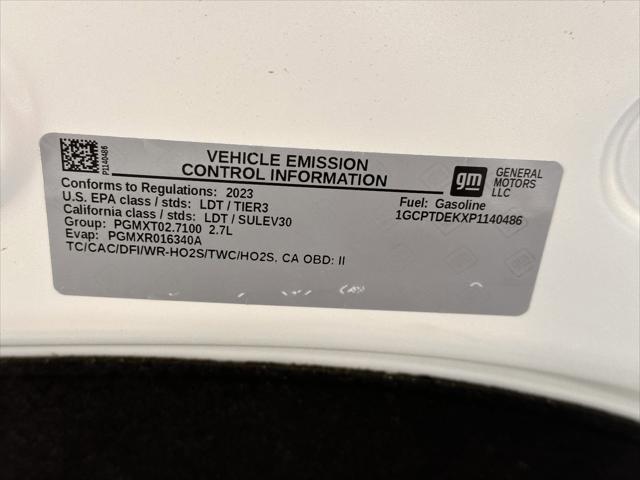 P1140486
VEHICLE EMISSION
CONTROL INFORMATION
gm
GENERAL
MOTORS
LLC
Conforms to Regulations: 2023
U.S. EPA class / stds: LDT / TIER3
California class / stds: LDT / SULEV30
Group: PGMXT02.7100 2.7L
Evap: PGMXR016340A
TC/CAC/DFI/WR-HO2S/TWC/HO2S, CA OBD: II
Fuel: Gasoline
1GCPTDEKXP1140486